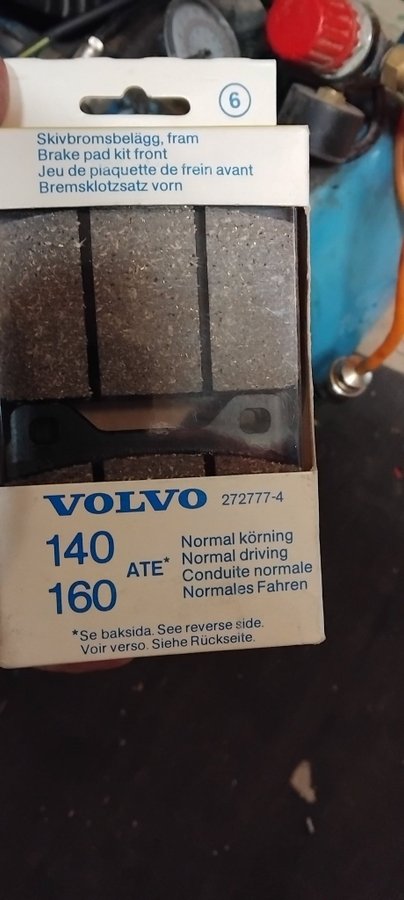 6
Skivbromsbelägg, fram
Brake pad kit front
Jeu de plaquette de frein avant
Bremsklotzsatz vorn
VOLVO 272777-4
140
160
ATE*
Normal körning
Normal driving
Conduite normale
Normales Fahren
*Se baksida. See reverse side.
Voir verso. Siehe Rückseite.